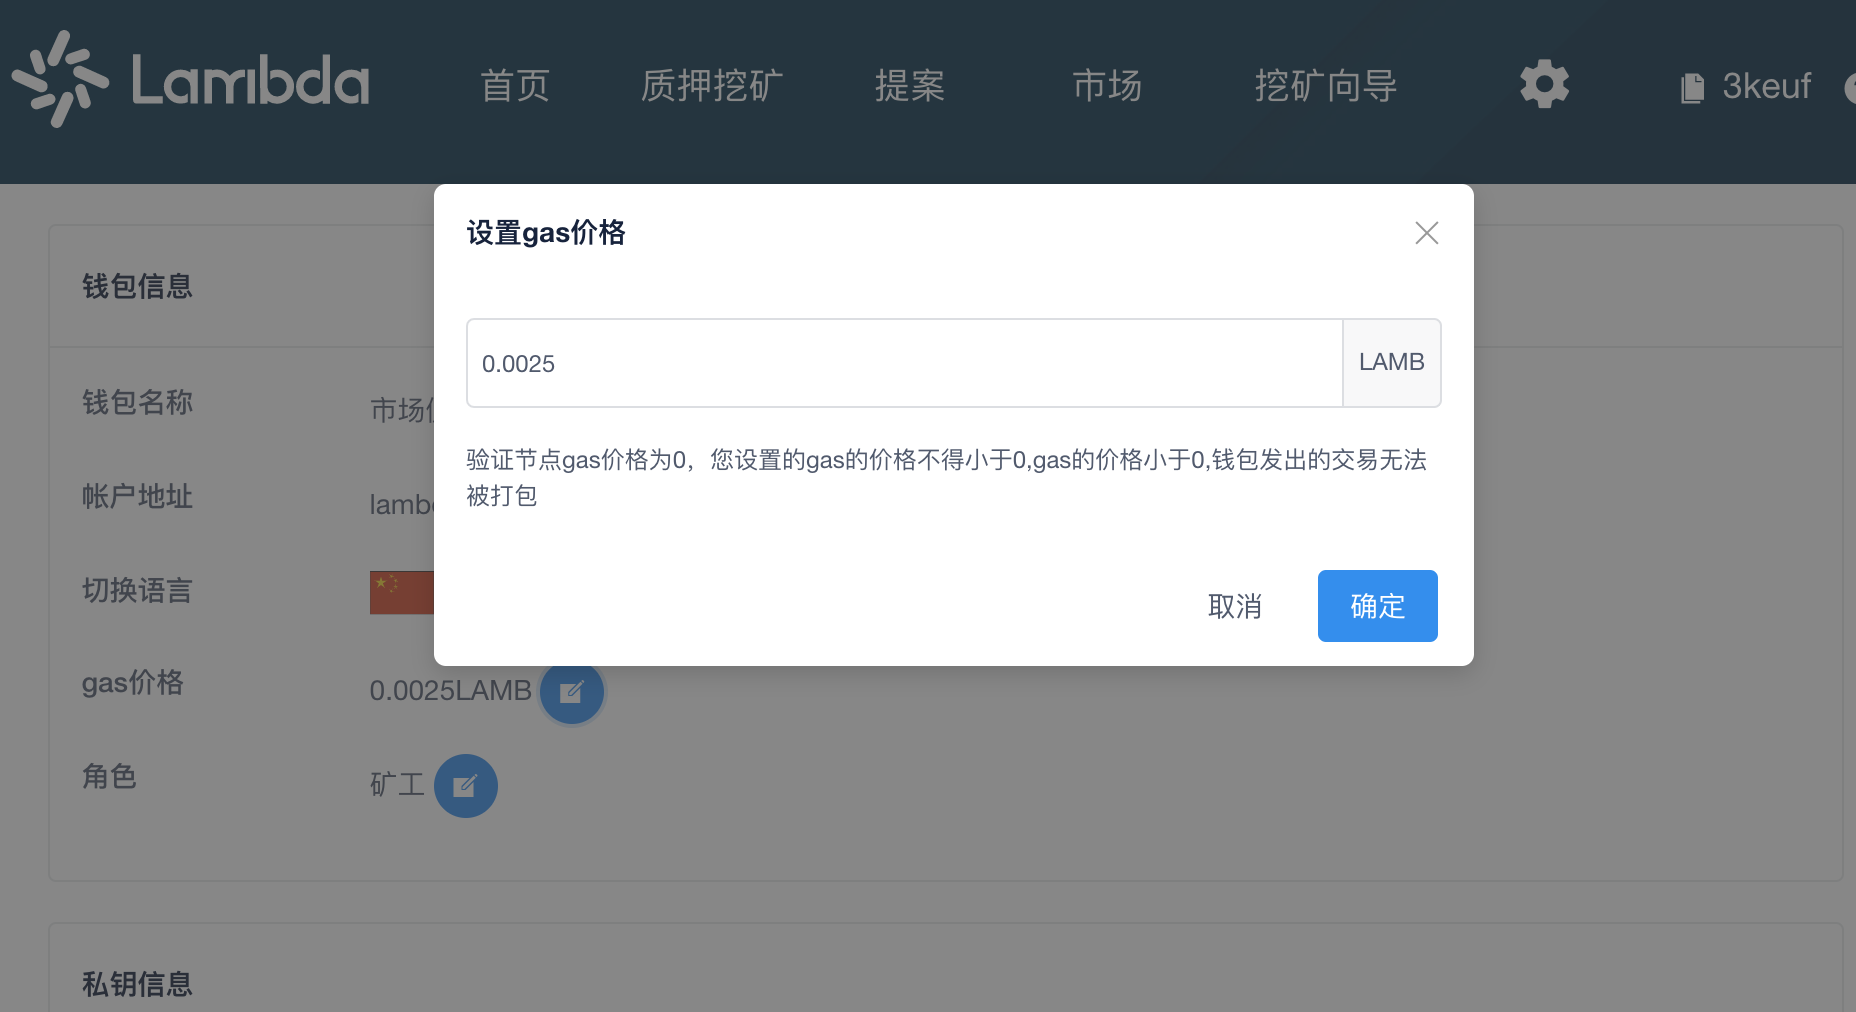 Lambda 首页 质押挖矿 提案 市场 挖矿向导 3keuf
设置gas价格
钱包信息
0.0025 LAMB
钱包名称 市场
验证节点gas价格为0，您设置的gas的价格不得小于0,gas的价格小于0,钱包发出的交易无法
被打包
帐户地址 lamb
切换语言
取消 确定
gas价格 0.0025LAMB
角色 矿工
私钥信息